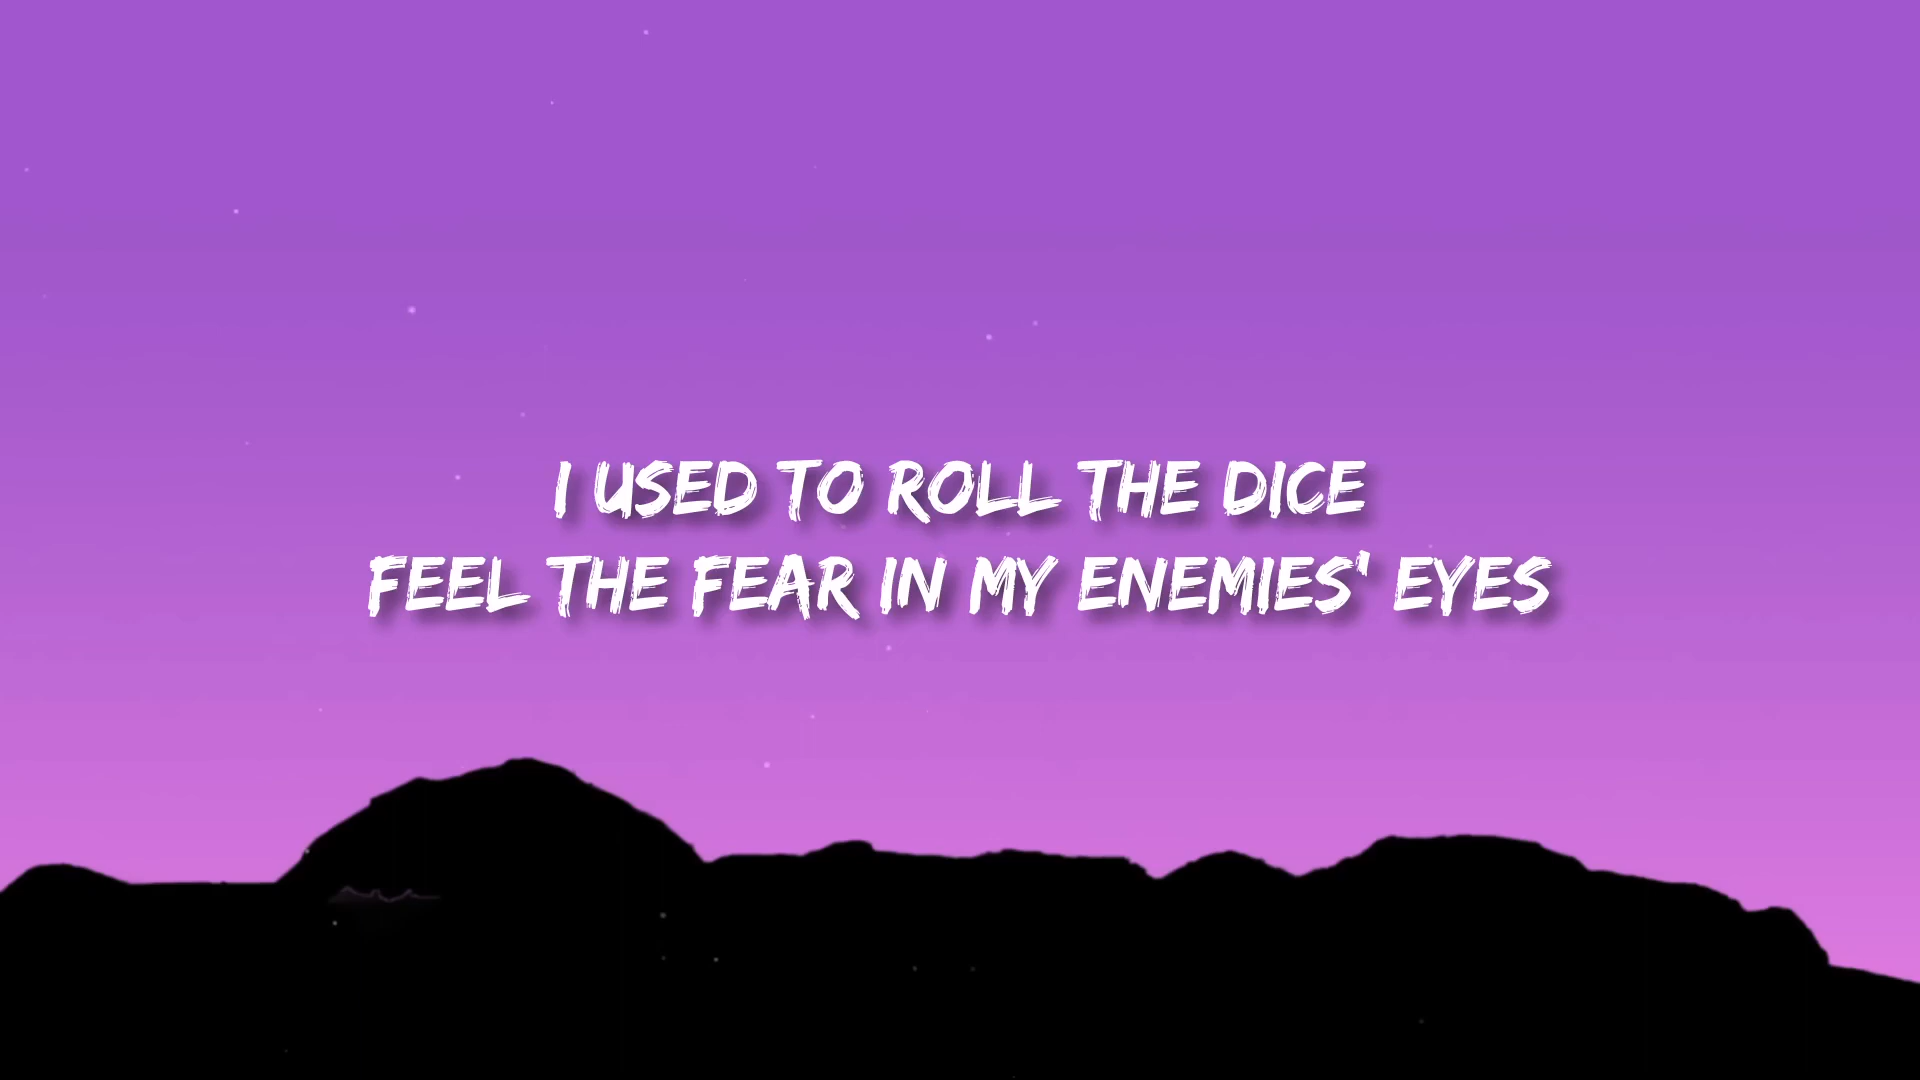 I USED TO ROLL THE DICE
FEEL THE FEAR IN MY ENEMIES' EYES